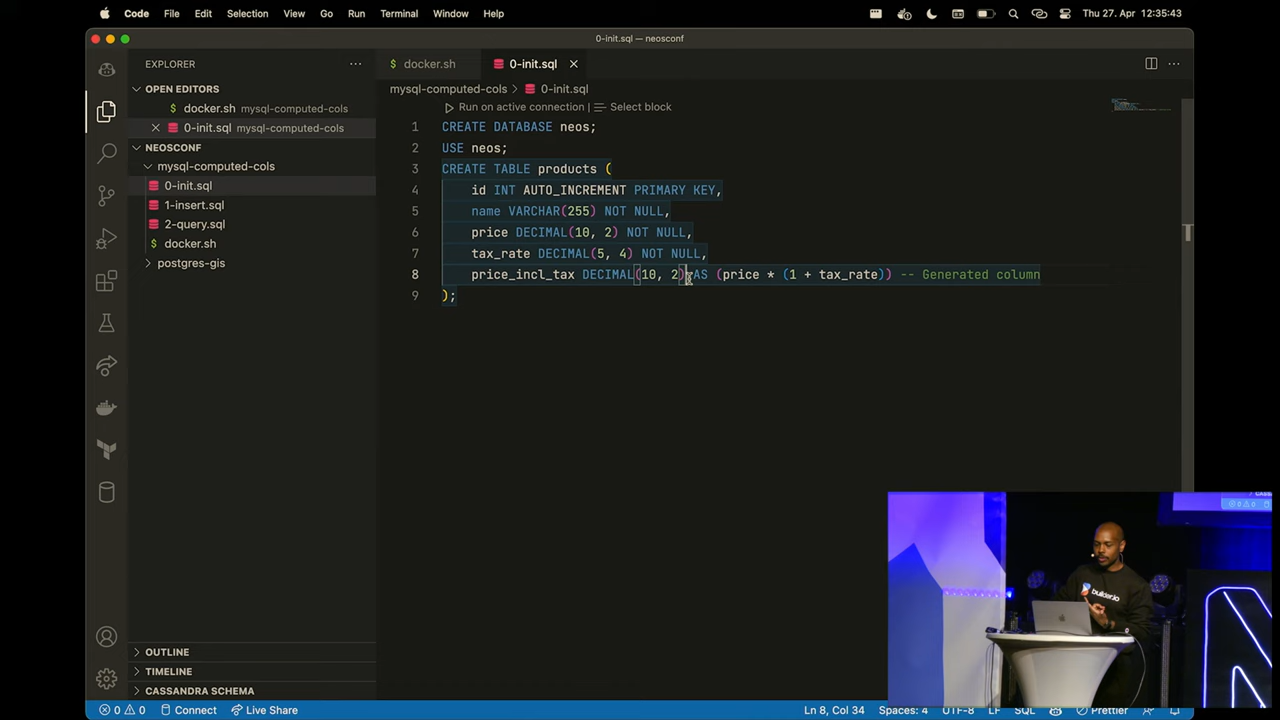 Code File Edit Selection View Go Run Terminal Window Help Thu 27. Apr 12:35:43
0-init.sql — neosconf
EXPLORER
docker.sh 0-init.sql
OPEN EDITORS
mysql-computed-cols > 0-init.sql
docker.sh mysql-computed-cols
Run on active connection Select block
0-init.sql mysql-computed-cols
1 CREATE DATABASE neos;
NEOSCONF
2 USE neos;
mysql-computed-cols
3 CREATE TABLE products (
0-init.sql
4 id INT AUTO_INCREMENT PRIMARY KEY,
1-insert.sql
5 name VARCHAR(255) NOT NULL,
2-query.sql
6 price DECIMAL(10, 2) NOT NULL,
docker.sh
7 tax_rate DECIMAL(5, 4) NOT NULL,
postgres-gis
8 price_incl_tax DECIMAL(10, 2) AS (price * (1 + tax_rate)) -- Generated column
9 );
builder.io
OUTLINE
TIMELINE
CASSANDRA SCHEMA
0 0 Connect Live Share Ln 8, Col 34 Spaces: 4 UTF-8 LF SQL Prettier